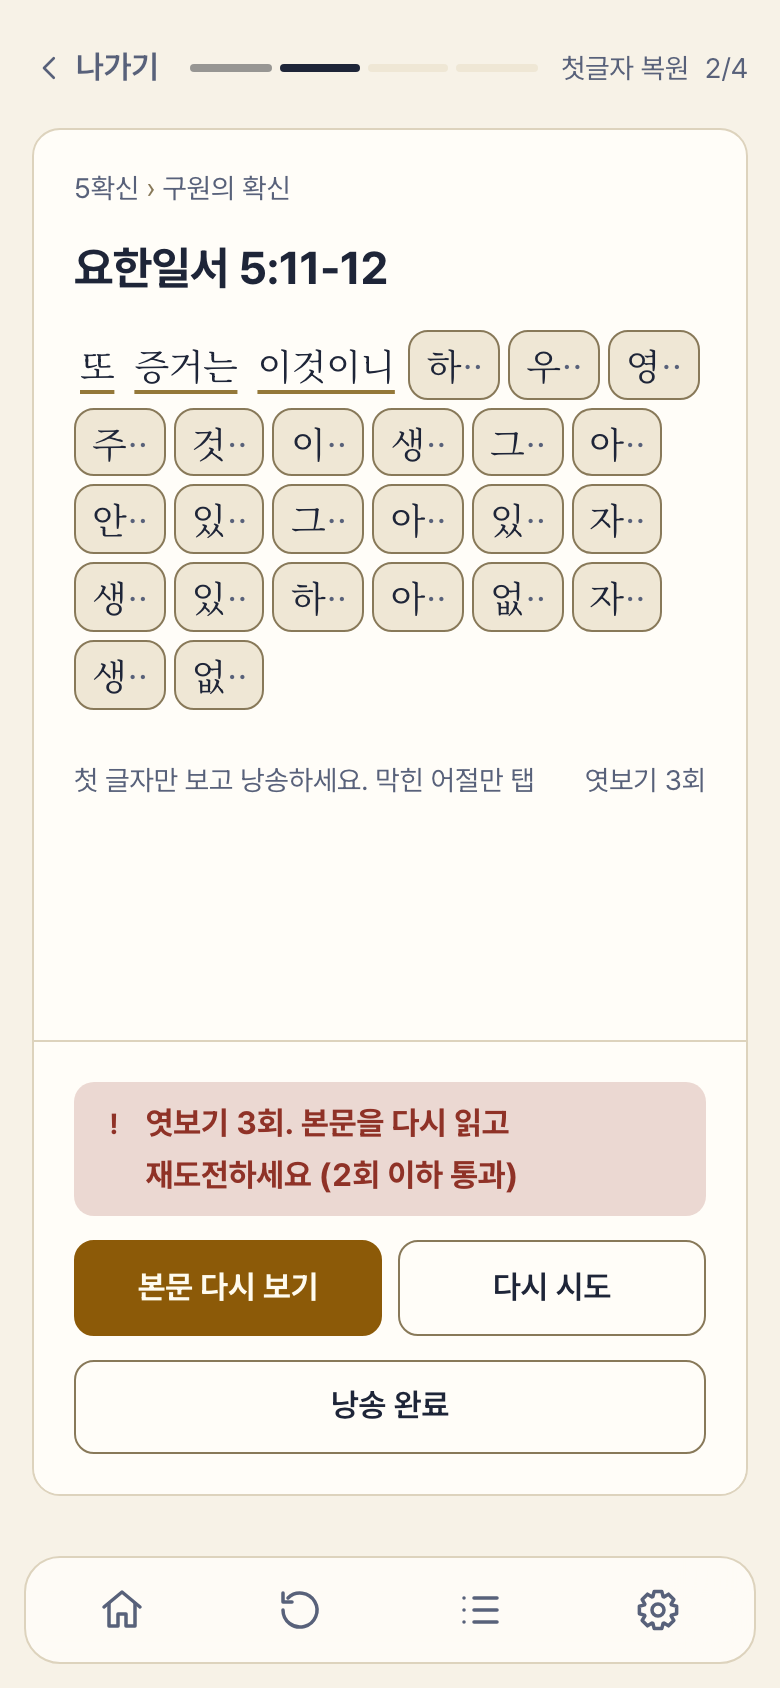 나가기 첫글자 복원 2/4
5확신 › 구원의 확신
요한일서 5:11-12
또 증거는 이것이니 하·· 우·· 영··
주·· 것·· 이·· 생·· 그·· 아··
안·· 있·· 그·· 아·· 있·· 자··
생·· 있·· 하·· 아·· 없·· 자··
생·· 없··
첫 글자만 보고 낭송하세요. 막힌 어절만 탭 엿보기 3회
! 엿보기 3회. 본문을 다시 읽고
재도전하세요 (2회 이하 통과)
본문 다시 보기 다시 시도
낭송 완료